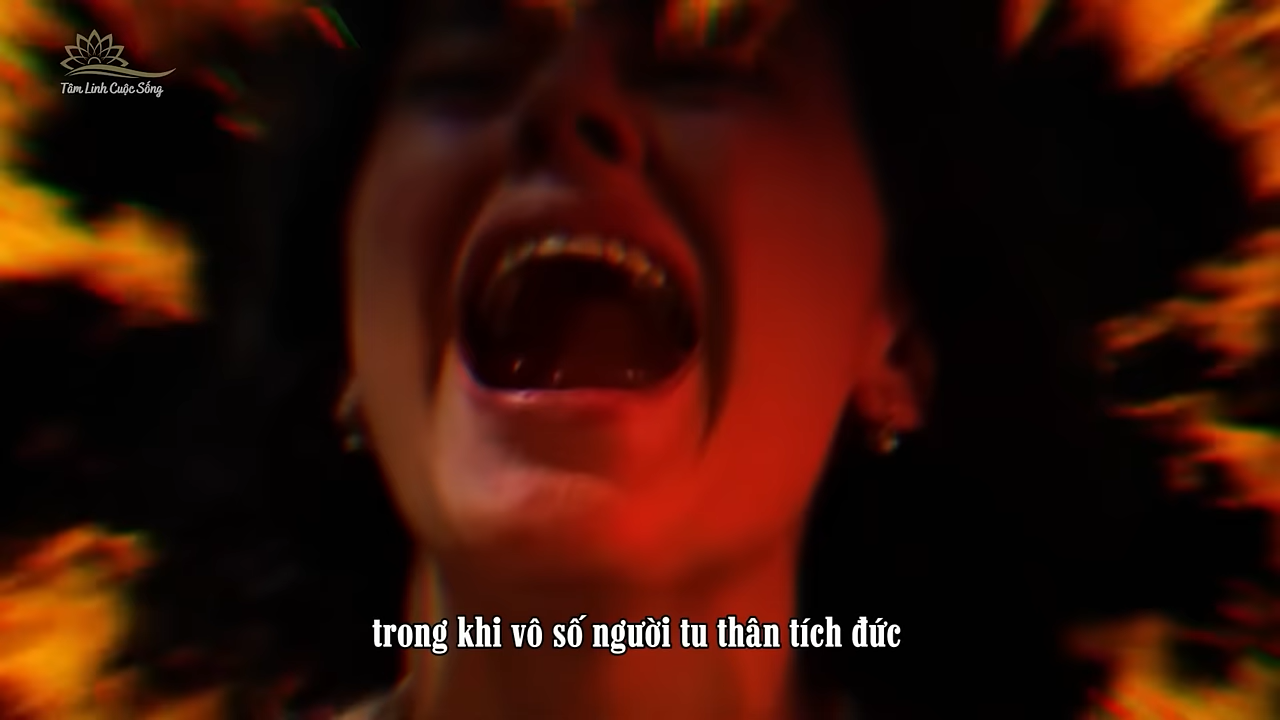 Tâm Linh Cuộc Sống
trong khi vô số người tu thân tích đức